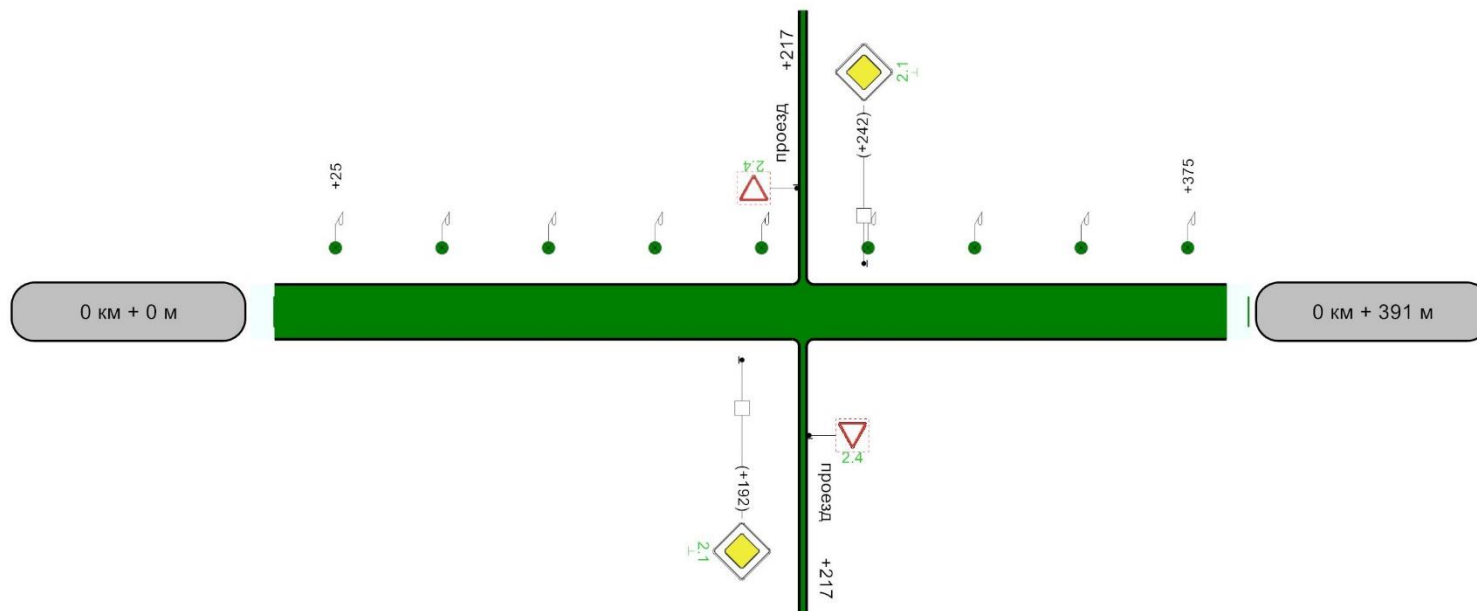 +217
2.1
проезд
(+242)
2.4
+25
+375
0 км + 0 м
0 км + 391 м
2.4
(+192)
проезд
2.1
+217